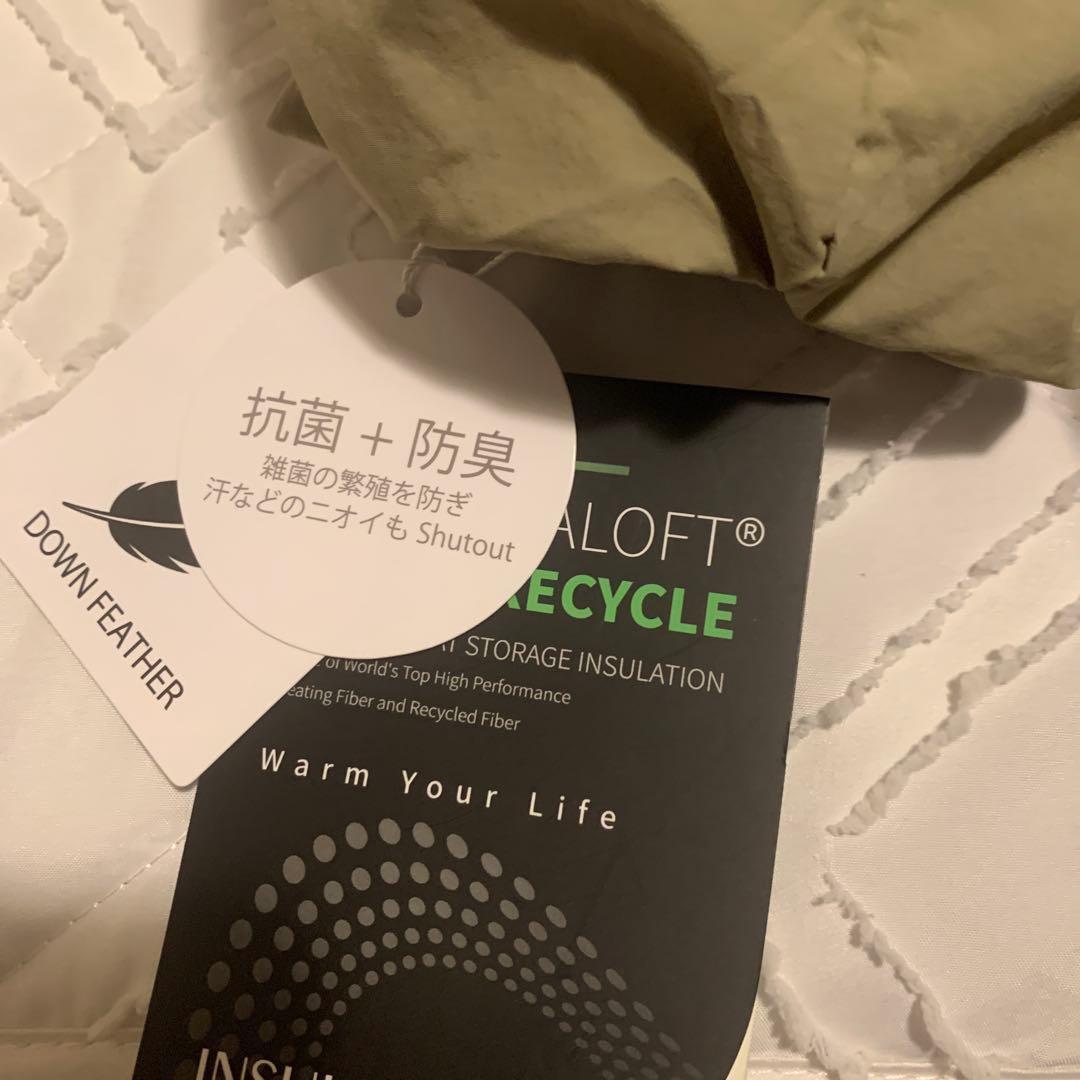 抗菌 + 防臭
雑菌の繁殖を防ぎ
汗などのニオイも Shutout
DOWN FEATHER
ALOFT®
RECYCLE
STORAGE INSULATION
of World's Top High Performance
Fiber and Recycled Fiber
Warm Your Life